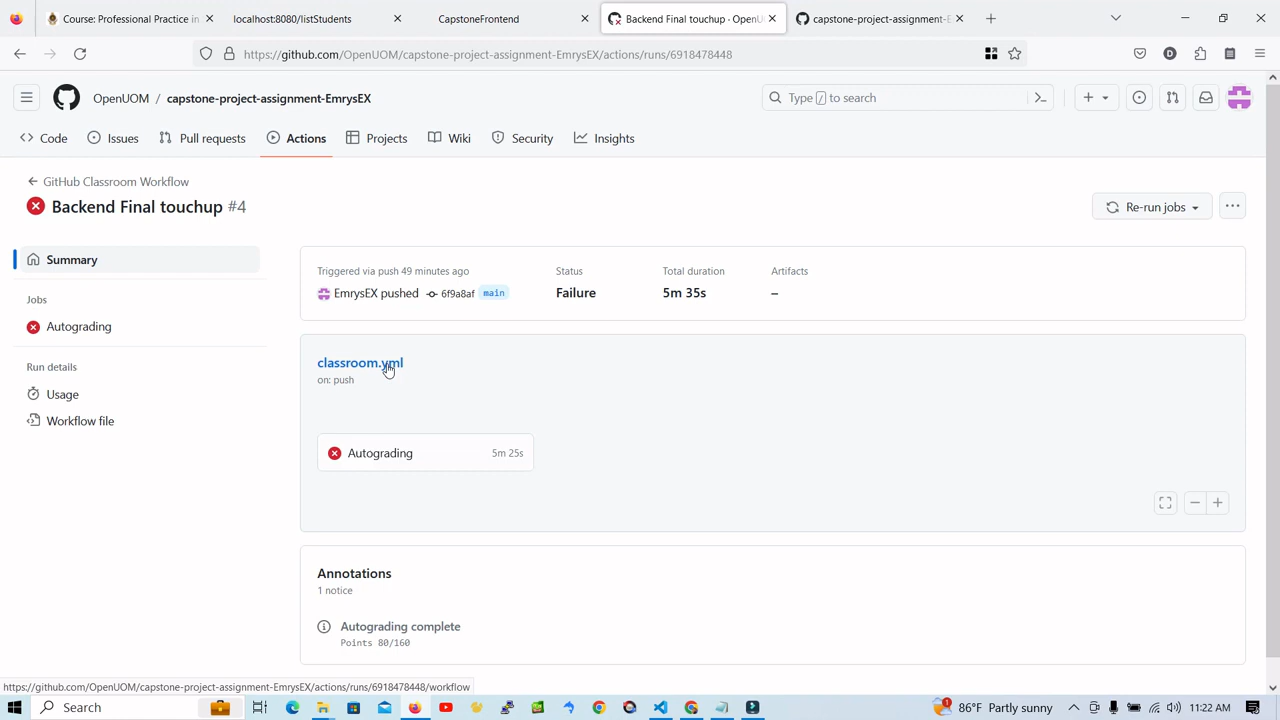 Course: Professional Practice in
localhost:8080/listStudents
CapstoneFrontend
Backend Final touchup · OpenU
capstone-project-assignment-E
https://github.com/OpenUOM/capstone-project-assignment-EmrysEX/actions/runs/6918478448
D
OpenUOM / capstone-project-assignment-EmrysEX
Type / to search
Code
Issues
Pull requests
Actions
Projects
Wiki
Security
Insights
GitHub Classroom Workflow
Backend Final touchup #4
Re-run jobs
Summary
Jobs
Autograding
Run details
Usage
Workflow file
Triggered via push 49 minutes ago
EmrysEX pushed 6f9a8af main
Status
Failure
Total duration
5m 35s
Artifacts
–
classroom.yml
on: push
Autograding 5m 25s
Annotations
1 notice
Autograding complete
Points 80/160
https://github.com/OpenUOM/capstone-project-assignment-EmrysEX/actions/runs/6918478448/workflow
Search
86°F Partly sunny
11:22 AM